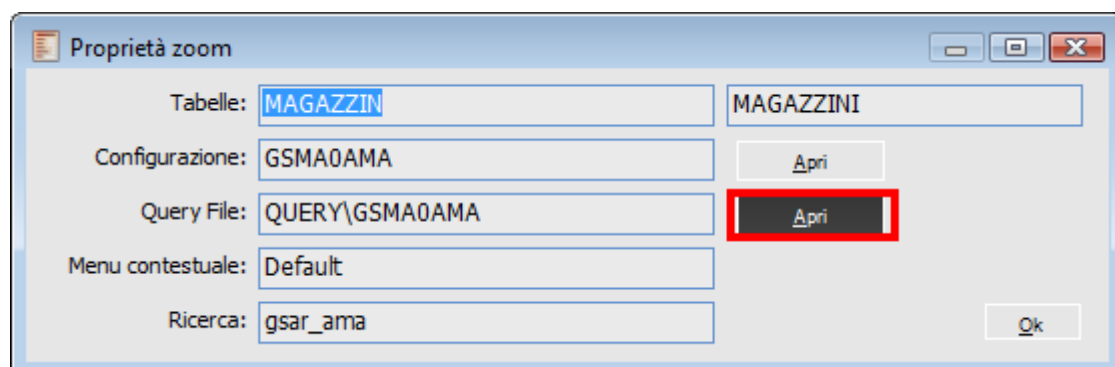 Proprietà zoom
Tabelle: MAGAZZIN MAGAZZINI
Configurazione: GSMA0AMA Apri
Query File: QUERY\GSMA0AMA Apri
Menu contestuale: Default
Ricerca: gsar_ama Ok